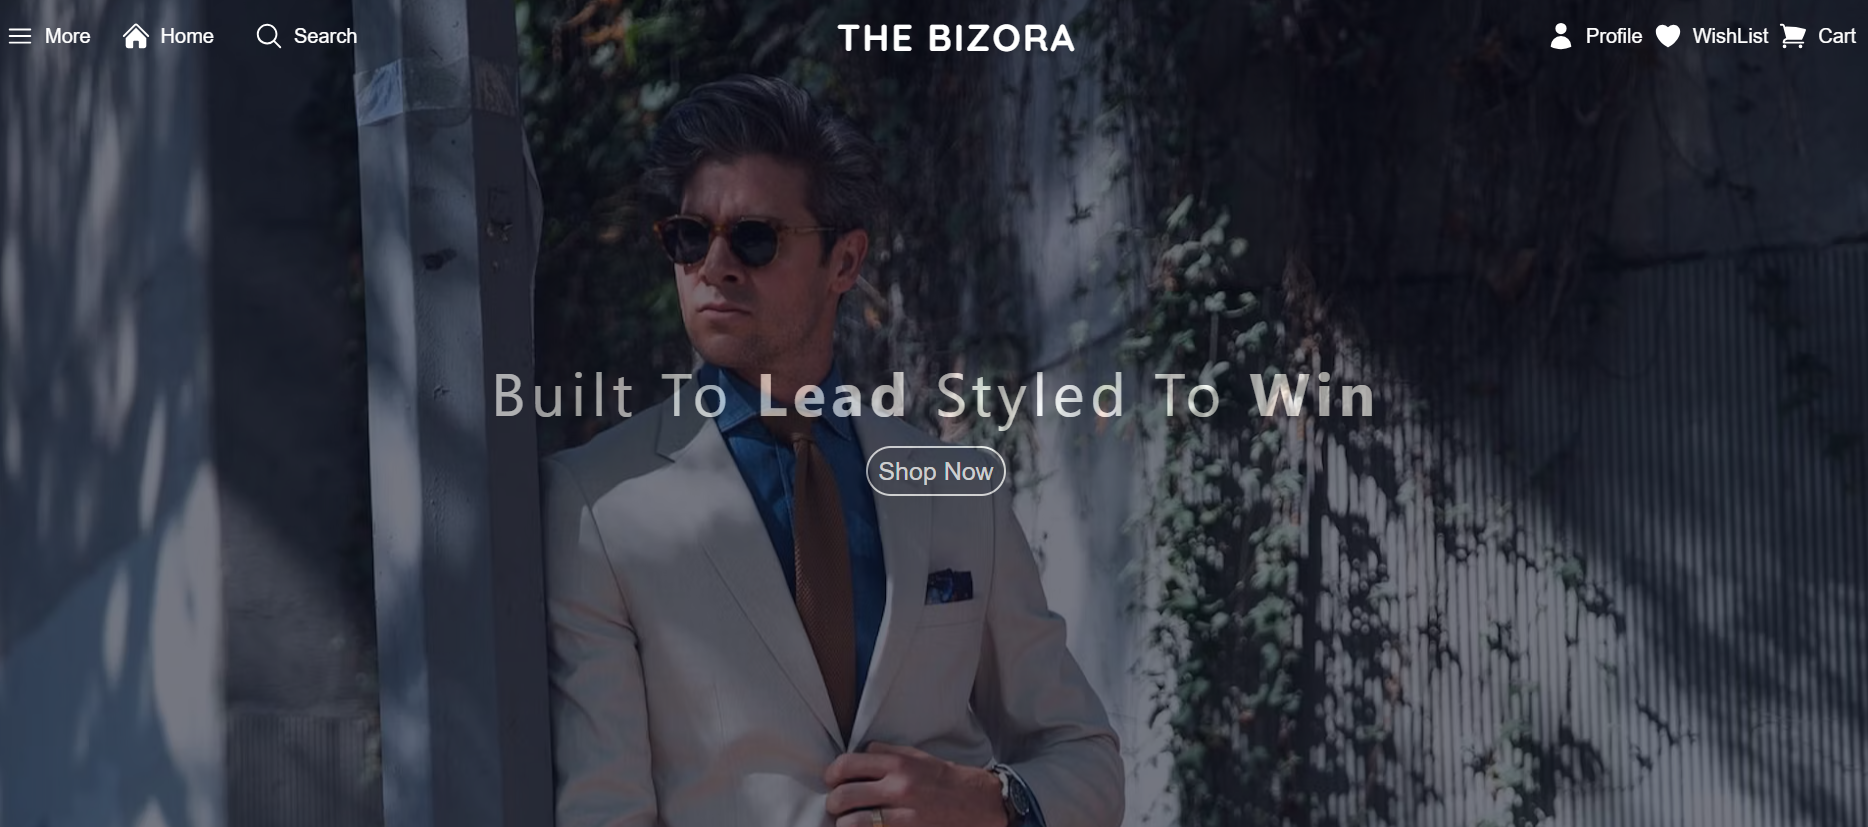 More Home Search THE BIZORA Profile WishList Cart
Built To Lead Styled To Win
Shop Now